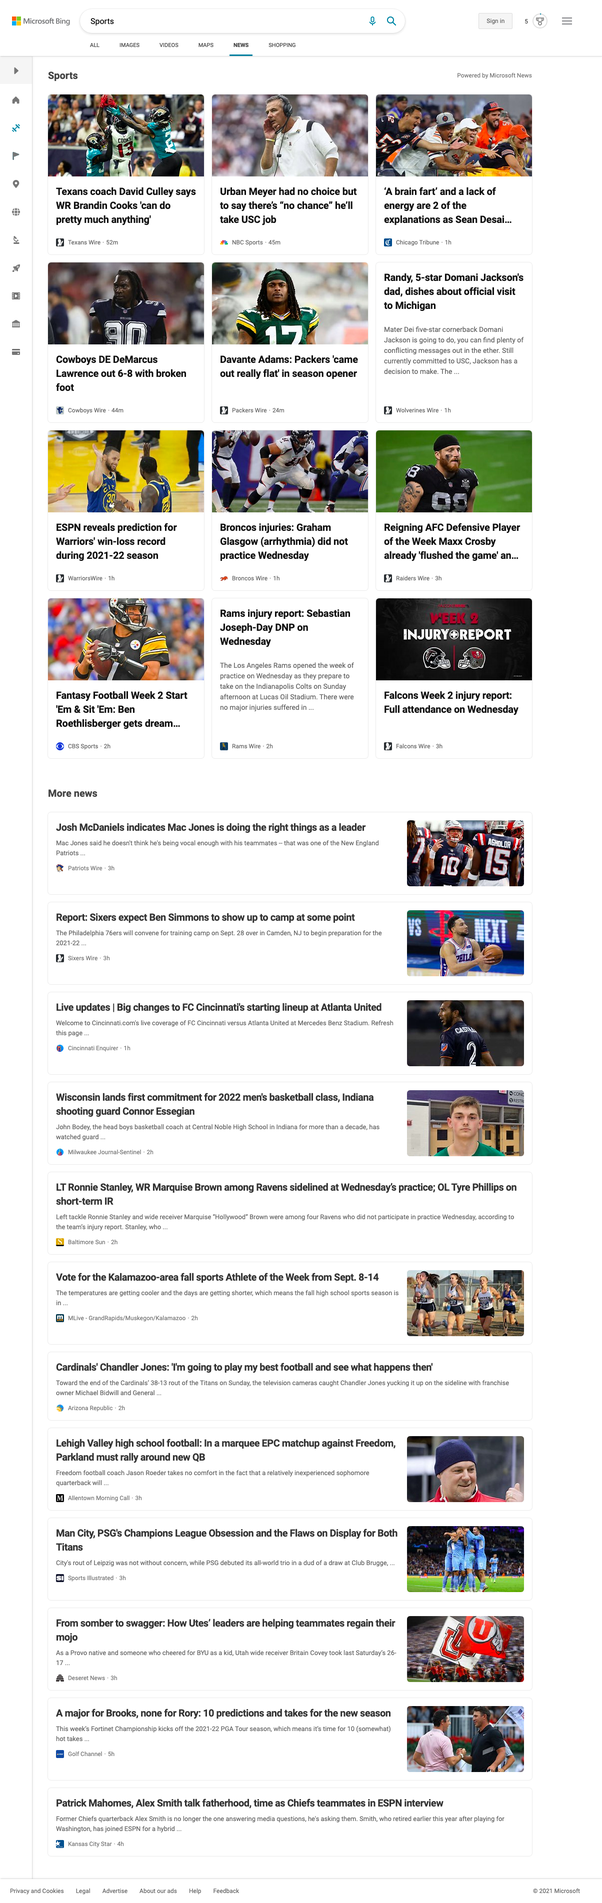 Microsoft Bing
Sports
Sign in
5
ALL IMAGES VIDEOS MAPS NEWS SHOPPING
Sports
Powered by Microsoft News
Texans coach David Culley says
WR Brandin Cooks 'can do
pretty much anything'
Texans Wire · 52m
Urban Meyer had no choice but
to say there's “no chance” he'll
take USC job
NBC Sports · 45m
'A brain fart' and a lack of
energy are 2 of the
explanations as Sean Desai...
Chicago Tribune · 1h
90
Cowboys DE DeMarcus
Lawrence out 6-8 with broken
foot
Cowboys Wire · 44m
17
Davante Adams: Packers 'came
out really flat' in season opener
Packers Wire · 24m
Randy, 5-star Domani Jackson's
dad, dishes about official visit
to Michigan
Mater Dei five-star cornerback Domani
Jackson is going to do, you can find plenty of
conflicting messages out in the ether. Still
currently committed to USC, Jackson has a
decision to make. The ...
Wolverines Wire · 1h
30
ESPN reveals prediction for
Warriors' win-loss record
during 2021-22 season
WarriorsWire · 1h
Broncos injuries: Graham
Glasgow (arrhythmia) did not
practice Wednesday
Broncos Wire · 1h
98
Reigning AFC Defensive Player
of the Week Maxx Crosby
already 'flushed the game' an...
Raiders Wire · 3h
Fantasy Football Week 2 Start
'Em & Sit 'Em: Ben
Roethlisberger gets dream...
CBS Sports · 2h
Rams injury report: Sebastian
Joseph-Day DNP on
Wednesday
The Los Angeles Rams opened the week of
practice on Wednesday as they prepare to
take on the Indianapolis Colts on Sunday
afternoon at Lucas Oil Stadium. There were
no major injuries suffered in ...
Rams Wire · 2h
WEEK 2
INJURY REPORT
Falcons Week 2 injury report:
Full attendance on Wednesday
Falcons Wire · 3h
More news
Josh McDaniels indicates Mac Jones is doing the right things as a leader
Mac Jones said he doesn't think he's being vocal enough with his teammates -- that was one of the New England
Patriots ...
Patriots Wire · 3h
10
AGHOLOR
15
Report: Sixers expect Ben Simmons to show up to camp at some point
The Philadelphia 76ers will convene for training camp on Sept. 28 over in Camden, NJ to begin preparation for the
2021-22 ...
Sixers Wire · 3h
VS NEXT
Live updates | Big changes to FC Cincinnati's starting lineup at Atlanta United
Welcome to Cincinnati.com's live coverage of FC Cincinnati versus Atlanta United at Mercedes Benz Stadium. Refresh
this page ...
Cincinnati Enquirer · 1h
2
Wisconsin lands first commitment for 2022 men's basketball class, Indiana
shooting guard Connor Essegian
John Bodey, the head boys basketball coach at Central Noble High School in Indiana for more than a decade, has
watched guard ...
Milwaukee Journal-Sentinel · 2h
LT Ronnie Stanley, WR Marquise Brown among Ravens sidelined at Wednesday's practice; OL Tyre Phillips on
short-term IR
Left tackle Ronnie Stanley and wide receiver Marquise “Hollywood” Brown were among four Ravens who did not participate in practice Wednesday, according to
the team's injury report. Stanley, who ...
Baltimore Sun · 2h
Vote for the Kalamazoo-area fall sports Athlete of the Week from Sept. 8-14
The temperatures are getting cooler and the days are getting shorter, which means the fall high school sports season is
in ...
MLive - GrandRapids/Muskegon/Kalamazoo · 2h
Cardinals' Chandler Jones: 'I'm going to play my best football and see what happens then'
Toward the end of the Cardinals' 38-13 rout of the Titans on Sunday, the television cameras caught Chandler Jones yucking it up on the sideline with franchise
owner Michael Bidwill and General ...
Arizona Republic · 2h
Lehigh Valley high school football: In a marquee EPC matchup against Freedom,
Parkland must rally around new QB
Freedom football coach Jason Roeder takes no comfort in the fact that a relatively inexperienced sophomore
quarterback will ...
Allentown Morning Call · 3h
Man City, PSG's Champions League Obsession and the Flaws on Display for Both
Titans
City's rout of Leipzig was not without concern, while PSG debuted its all-world trio in a dud of a draw at Club Brugge, ...
Sports Illustrated · 3h
From somber to swagger: How Utes' leaders are helping teammates regain their
mojo
As a Provo native and someone who cheered for BYU as a kid, Utah wide receiver Britain Covey took last Saturday's 26-
17 ...
Deseret News · 3h
A major for Brooks, none for Rory: 10 predictions and takes for the new season
This week's Fortinet Championship kicks off the 2021-22 PGA Tour season, which means it's time for 10 (somewhat)
hot takes ...
Golf Channel · 5h
Patrick Mahomes, Alex Smith talk fatherhood, time as Chiefs teammates in ESPN interview
Former Chiefs quarterback Alex Smith is no longer the one answering media questions, he's asking them. Smith, who retired earlier this year after playing for
Washington, has joined ESPN for a hybrid ...
Kansas City Star · 4h
Privacy and Cookies Legal Advertise About our ads Help Feedback
© 2021 Microsoft